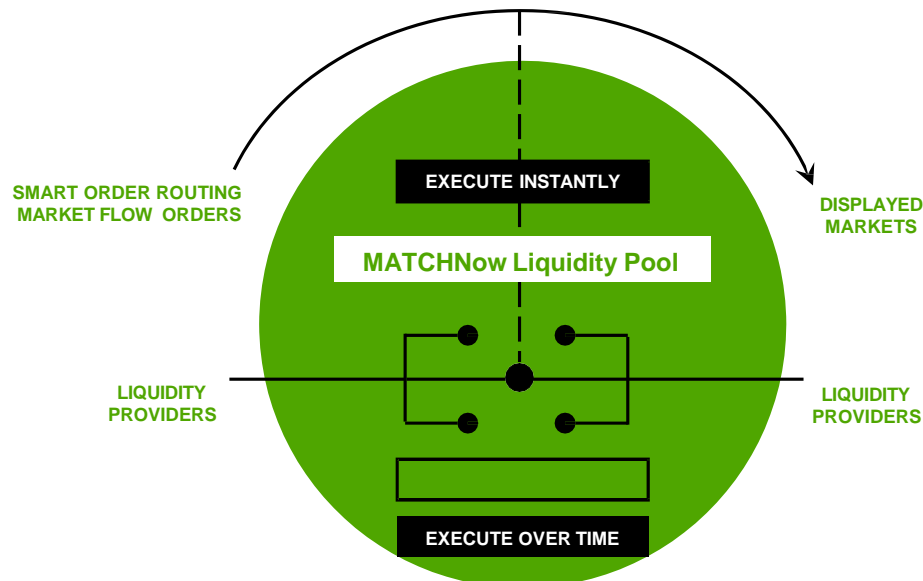 EXECUTE INSTANTLY
SMART ORDER ROUTING
MARKET FLOW ORDERS
DISPLAYED
MARKETS
MATCHNow Liquidity Pool
LIQUIDITY
PROVIDERS
LIQUIDITY
PROVIDERS
EXECUTE OVER TIME